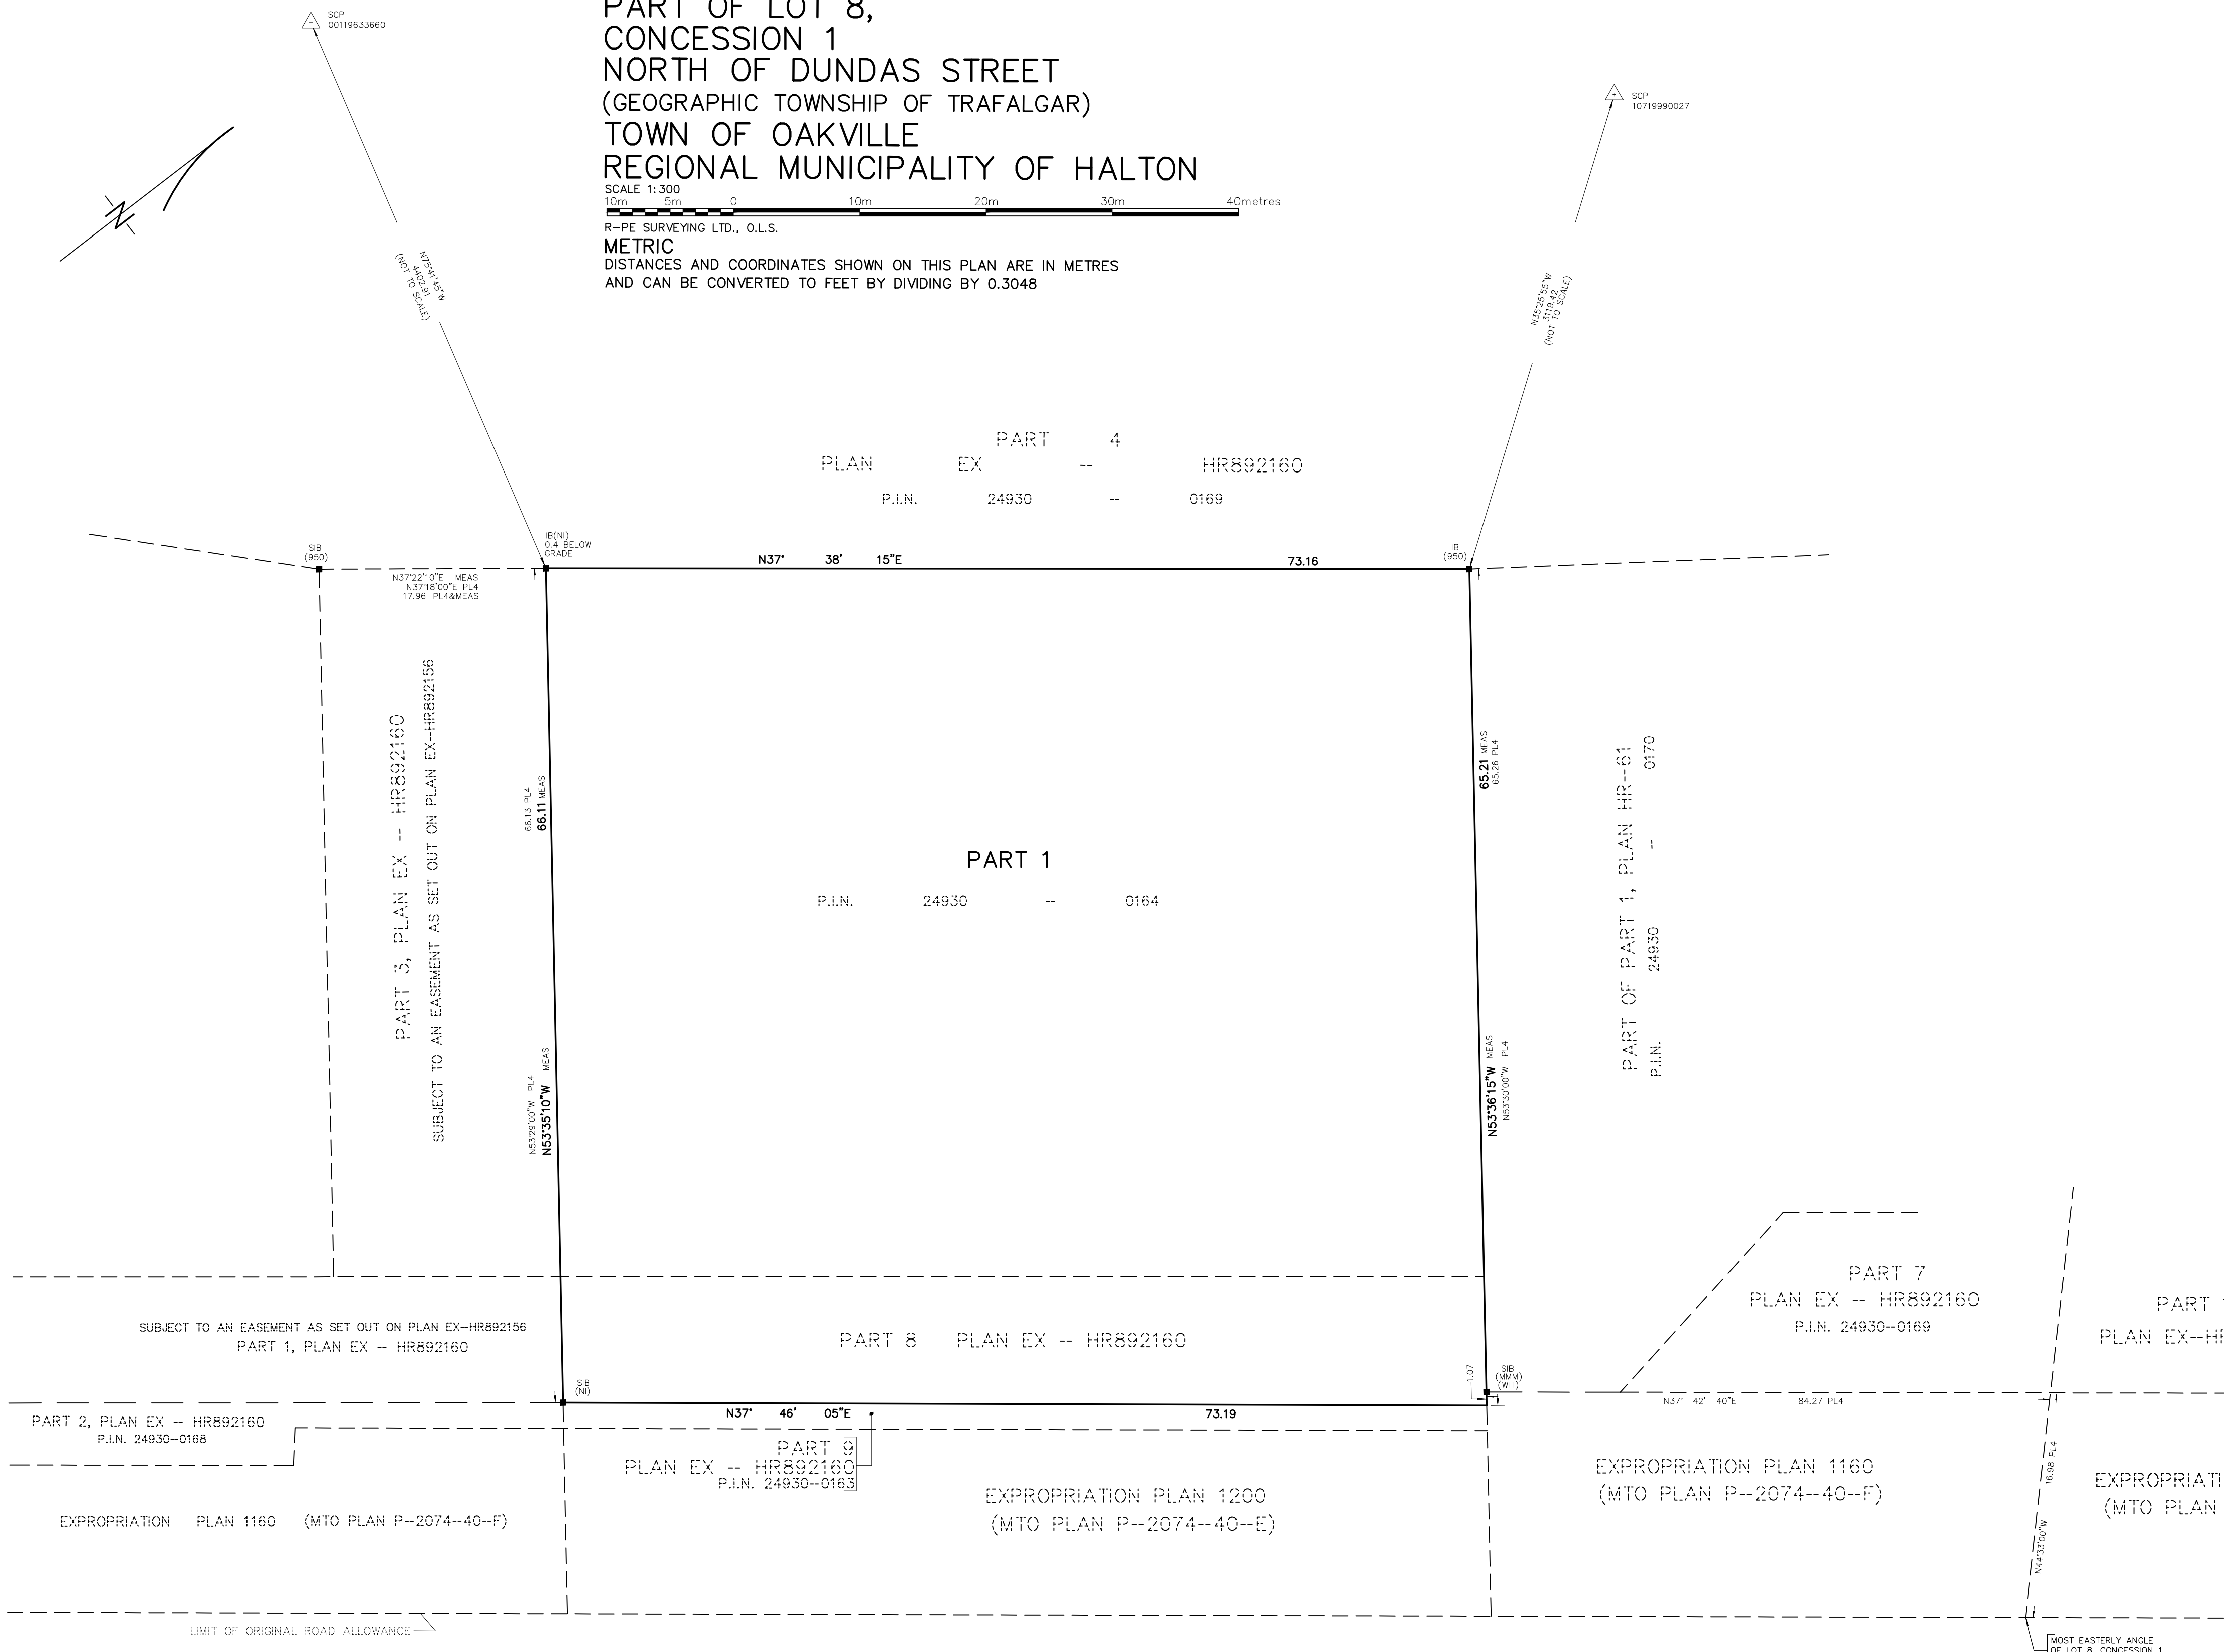 PART OF LOT 8,
CONCESSION 1
NORTH OF DUNDAS STREET
(GEOGRAPHIC TOWNSHIP OF TRAFALGAR)
TOWN OF OAKVILLE
REGIONAL MUNICIPALITY OF HALTON
SCALE 1:300
10m 5m 0 10m 20m 30m 40metres
R-PE SURVEYING LTD., O.L.S.
METRIC
DISTANCES AND COORDINATES SHOWN ON THIS PLAN ARE IN METRES
AND CAN BE CONVERTED TO FEET BY DIVIDING BY 0.3048
SCP
00119633660
SCP
10719990027
N
N75°41'45"W
4402.91
(NOT TO SCALE)
N35°25'55"W
3119.42
(NOT TO SCALE)
PART 4
PLAN EX -- HR892160
P.I.N. 24930 -- 0169
SIB
(950)
IB(NI)
0.4 BELOW
GRADE
N37° 38' 15"E
73.16
IB
(950)
N37°22'10"E MEAS
N37°18'00"E PL4
17.96 PL4&MEAS
PART 3, PLAN EX -- HR892160
SUBJECT TO AN EASEMENT AS SET OUT ON PLAN EX--HR892156
66.13 PL4
66.11 MEAS
N53°29'00"W PL4
N53°35'10"W MEAS
65.21 MEAS
65.26 PL4
N53°36'15"W MEAS
N53°30'00"W PL4
PART 1
P.I.N. 24930 -- 0164
PART OF PART 1, PLAN HR--61
P.I.N. 24930 -- 0170
PART 7
PLAN EX -- HR892160
P.I.N. 24930--0169
PART
PLAN EX--H
SUBJECT TO AN EASEMENT AS SET OUT ON PLAN EX--HR892156
PART 1, PLAN EX -- HR892160
PART 8 PLAN EX -- HR892160
SIB
(NI)
1.07
SIB
(MMM)
(WIT)
N37° 42' 40"E 84.27 PL4
PART 2, PLAN EX -- HR892160
P.I.N. 24930--0168
N37° 46' 05"E
73.19
PART 9
PLAN EX -- HR892160
P.I.N. 24930--0163
EXPROPRIATION PLAN 1200
(MTO PLAN P--2074--40--E)
EXPROPRIATION PLAN 1160
(MTO PLAN P--2074--40--F)
EXPROPRIATI
(MTO PLAN
EXPROPRIATION PLAN 1160 (MTO PLAN P--2074--40--F)
16.98 PL4
N44°33'00"W
LIMIT OF ORIGINAL ROAD ALLOWANCE
MOST EASTERLY ANGLE
OF LOT 8, CONCESSION 1